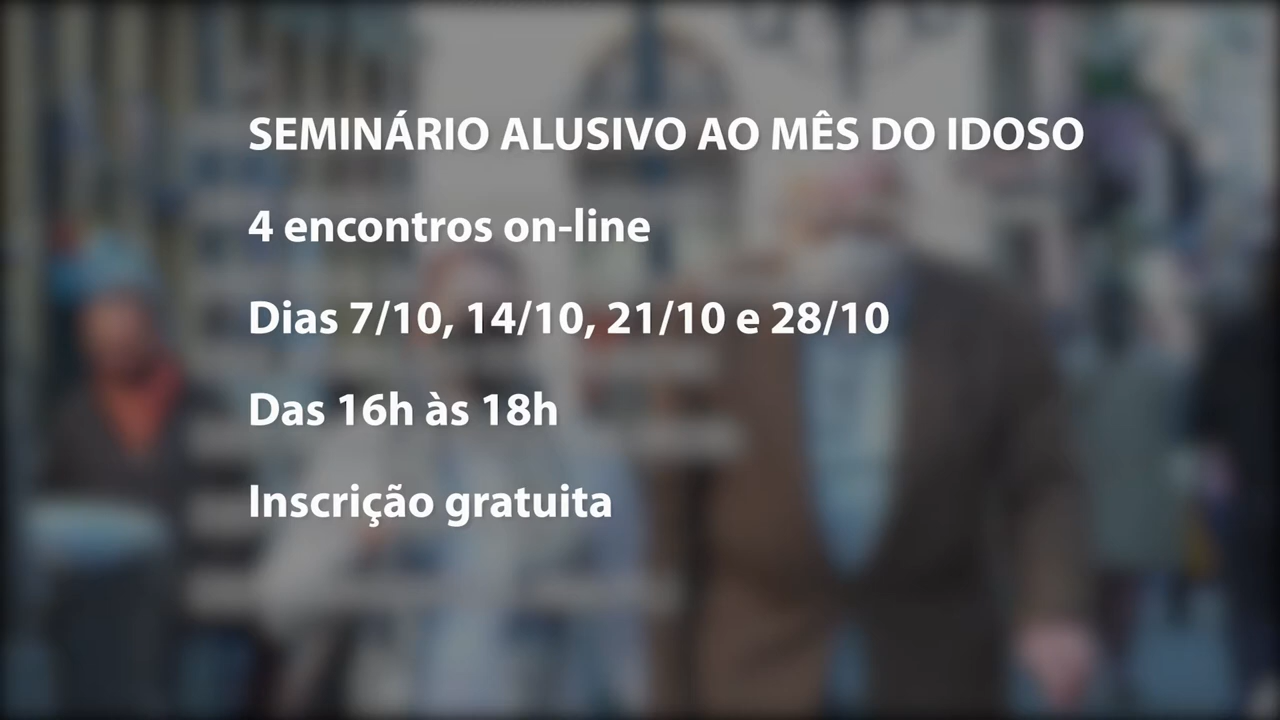 SEMINÁRIO ALUSIVO AO MÊS DO IDOSO
4 encontros on-line
Dias 7/10, 14/10, 21/10 e 28/10
Das 16h às 18h
Inscrição gratuita